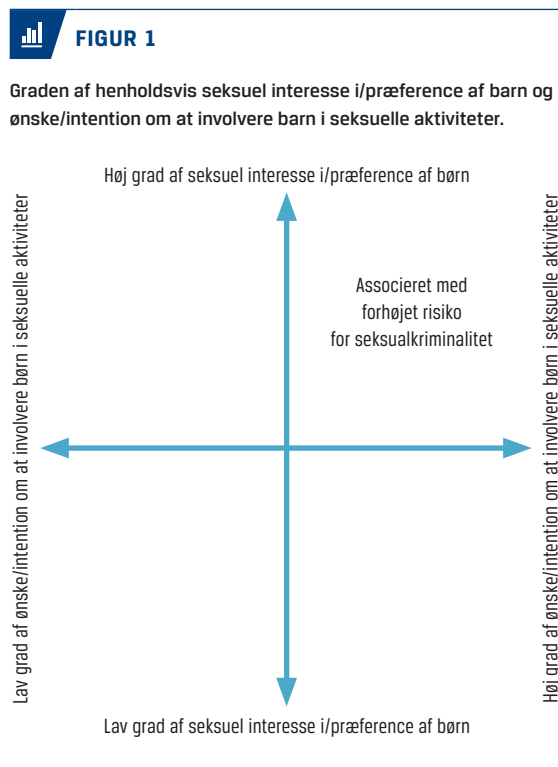 FIGUR 1
Graden af henholdsvis seksuel interesse i/præference af barn og
ønske/intention om at involvere barn i seksuelle aktiviteter.
Høj grad af seksuel interesse i/præference af børn
Lav grad af ønske/intention om at involvere børn i seksuelle aktiviteter
Associeret med
forhøjet risiko
for seksualkriminalitet
Høj grad af ønske/intention om at involvere børn i seksuelle aktiviteter
Lav grad af seksuel interesse i/præference af børn